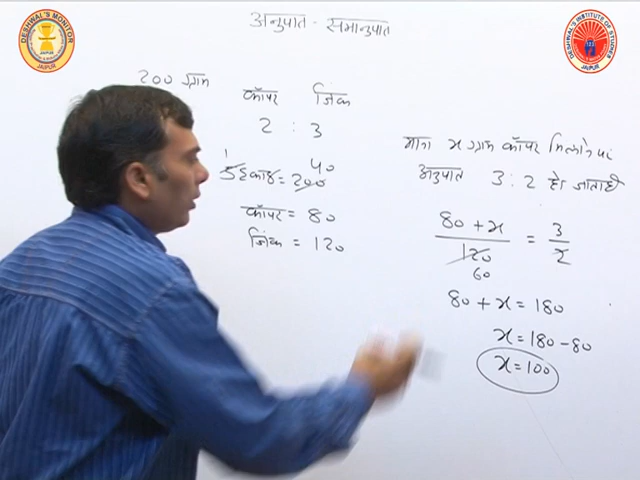 DESHWAL'S MONITOR
JAIPUR
DESHWAL'S INSTITUTE OF STUDIES
JAIPUR
अनुपात - समानुपात
200 ग्राम
कॉपर जिंक
2 : 3
1 40
5 इकाई = 200
कॉपर = 80
जिंक = 120
माना x ग्राम कॉपर मिलाने पर
अनुपात 3 : 2 हो जाता है
80 + x / 120 = 3 / 2
60
80 + x = 180
x = 180 - 80
x = 100